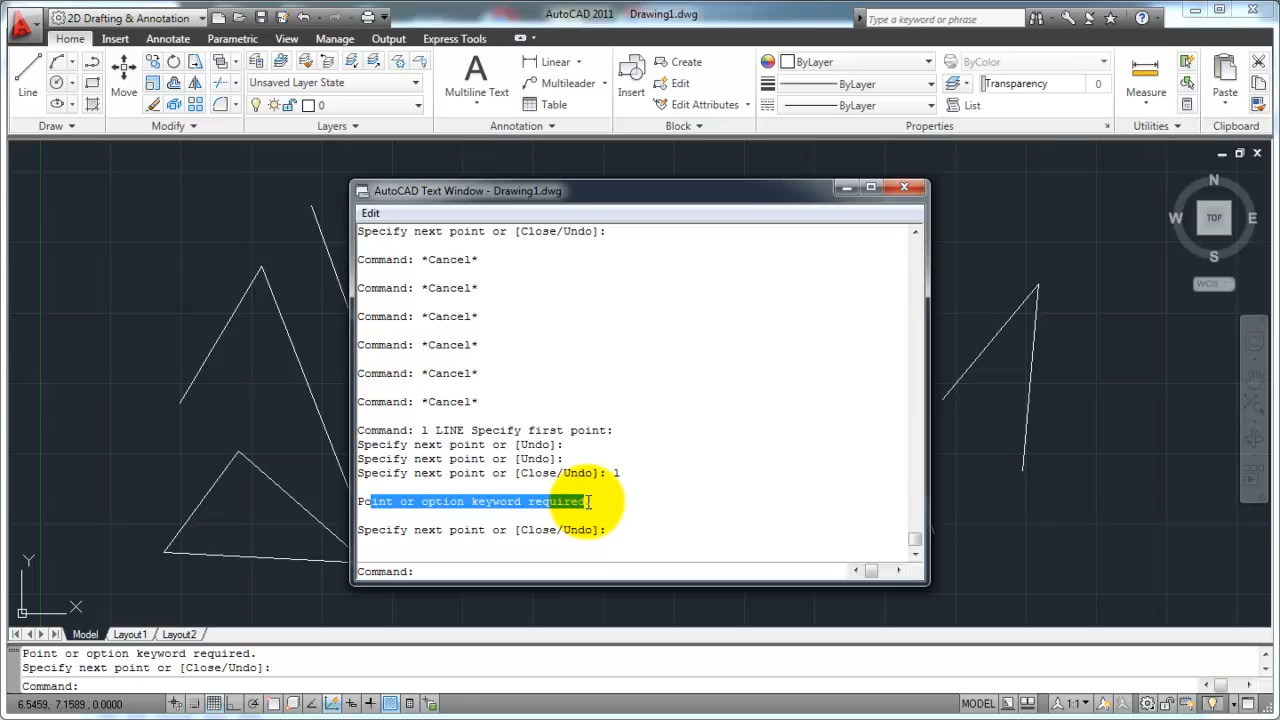 2D Drafting & Annotation
AutoCAD 2011 Drawing1.dwg
Type a keyword or phrase
Home Insert Annotate Parametric View Manage Output Express Tools
Line
Move
Draw
Modify
Unsaved Layer State
0
Layers
Multiline Text
Linear
Multileader
Table
Annotation
Insert
Create
Edit
Edit Attributes
Block
ByLayer
ByLayer
ByLayer
ByColor
Transparency 0
List
Properties
Measure
Utilities
Paste
Clipboard
N
W TOP E
S
WCS
AutoCAD Text Window - Drawing1.dwg
Edit
Specify next point or [Close/Undo]:
Command: *Cancel*
Command: *Cancel*
Command: *Cancel*
Command: *Cancel*
Command: *Cancel*
Command: *Cancel*
Command: l LINE Specify first point:
Specify next point or [Undo]:
Specify next point or [Undo]:
Specify next point or [Close/Undo]: l
Point or option keyword required.
Specify next point or [Close/Undo]:
Command:
Y
X
Model Layout1 Layout2
Point or option keyword required.
Specify next point or [Close/Undo]:
Command:
6.5459, 7.1589, 0.0000
MODEL
1:1